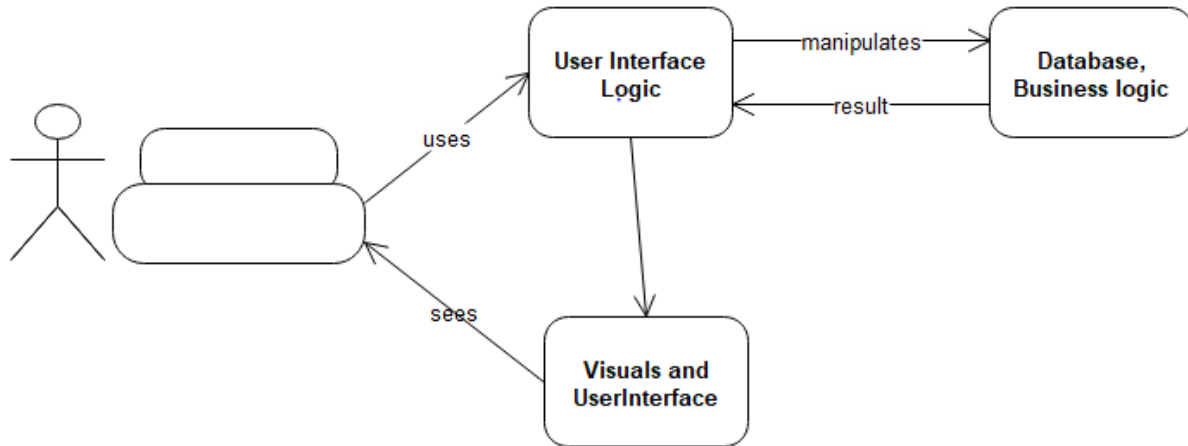 User Interface
Logic
manipulates
Database,
Business logic
result
uses
sees
Visuals and
UserInterface